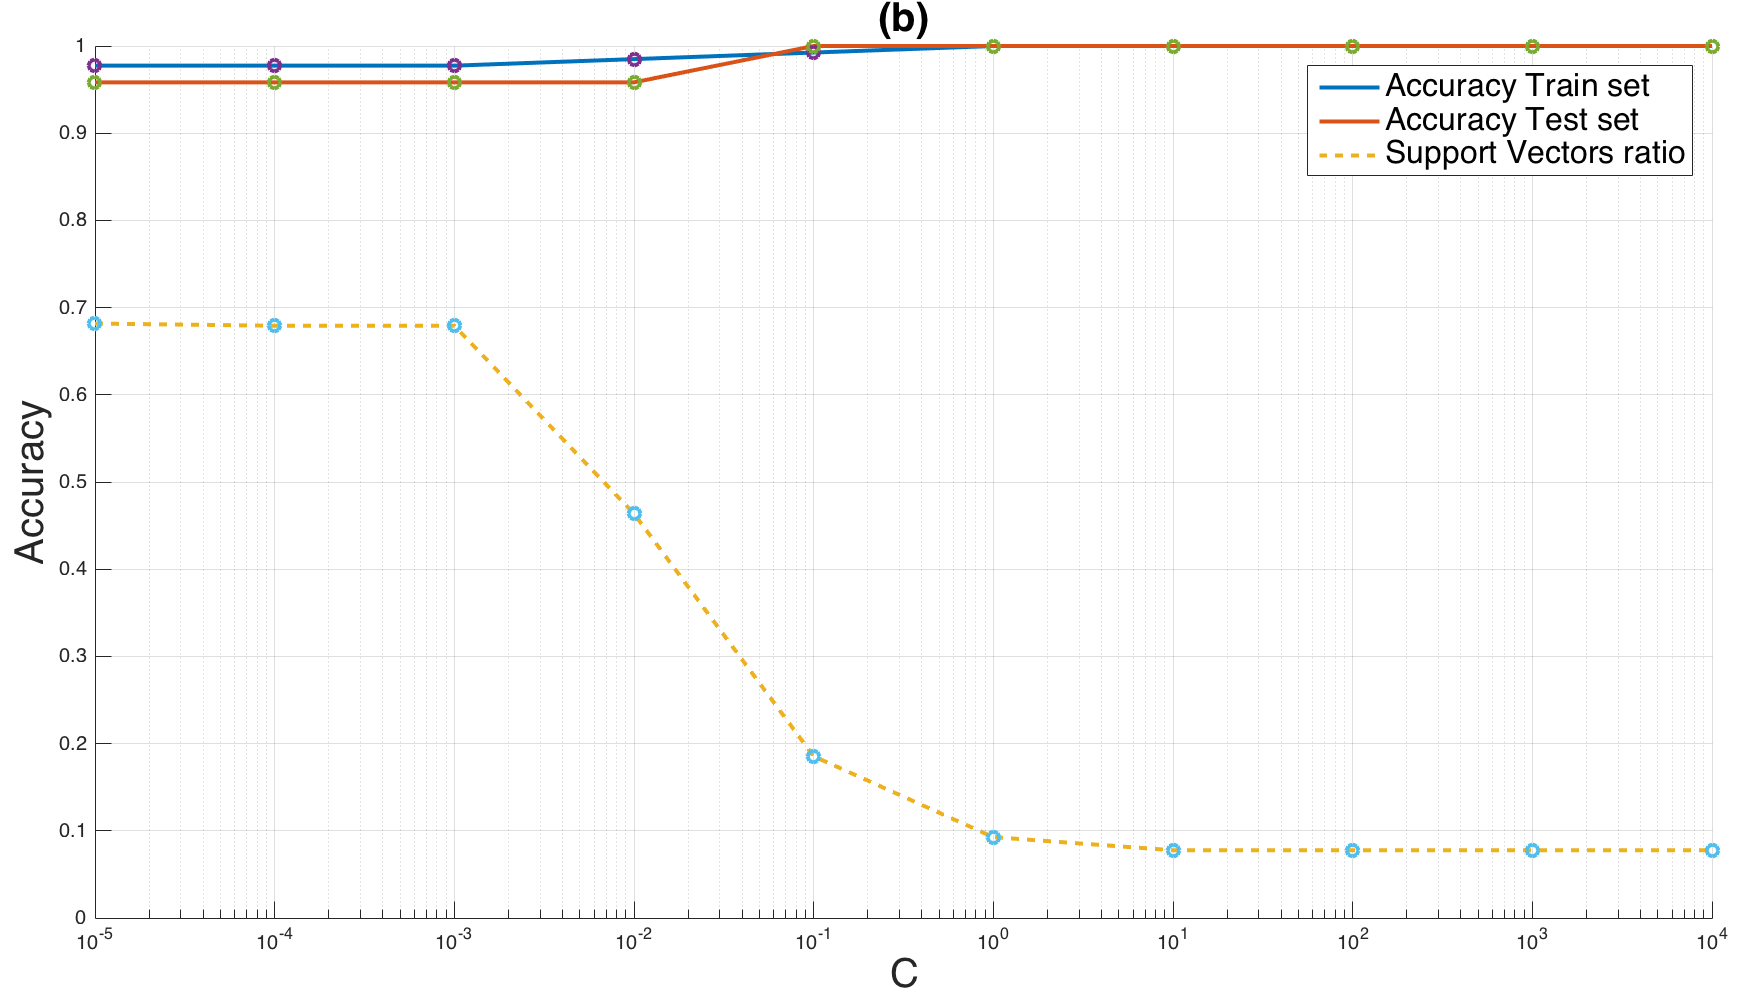 (b)
1
0.9
0.8
0.7
0.6
0.5
0.4
0.3
0.2
0.1
0
Accuracy
Accuracy Train set
Accuracy Test set
Support Vectors ratio
10^-5 10^-4 10^-3 10^-2 10^-1 10^0 10^1 10^2 10^3 10^4
C